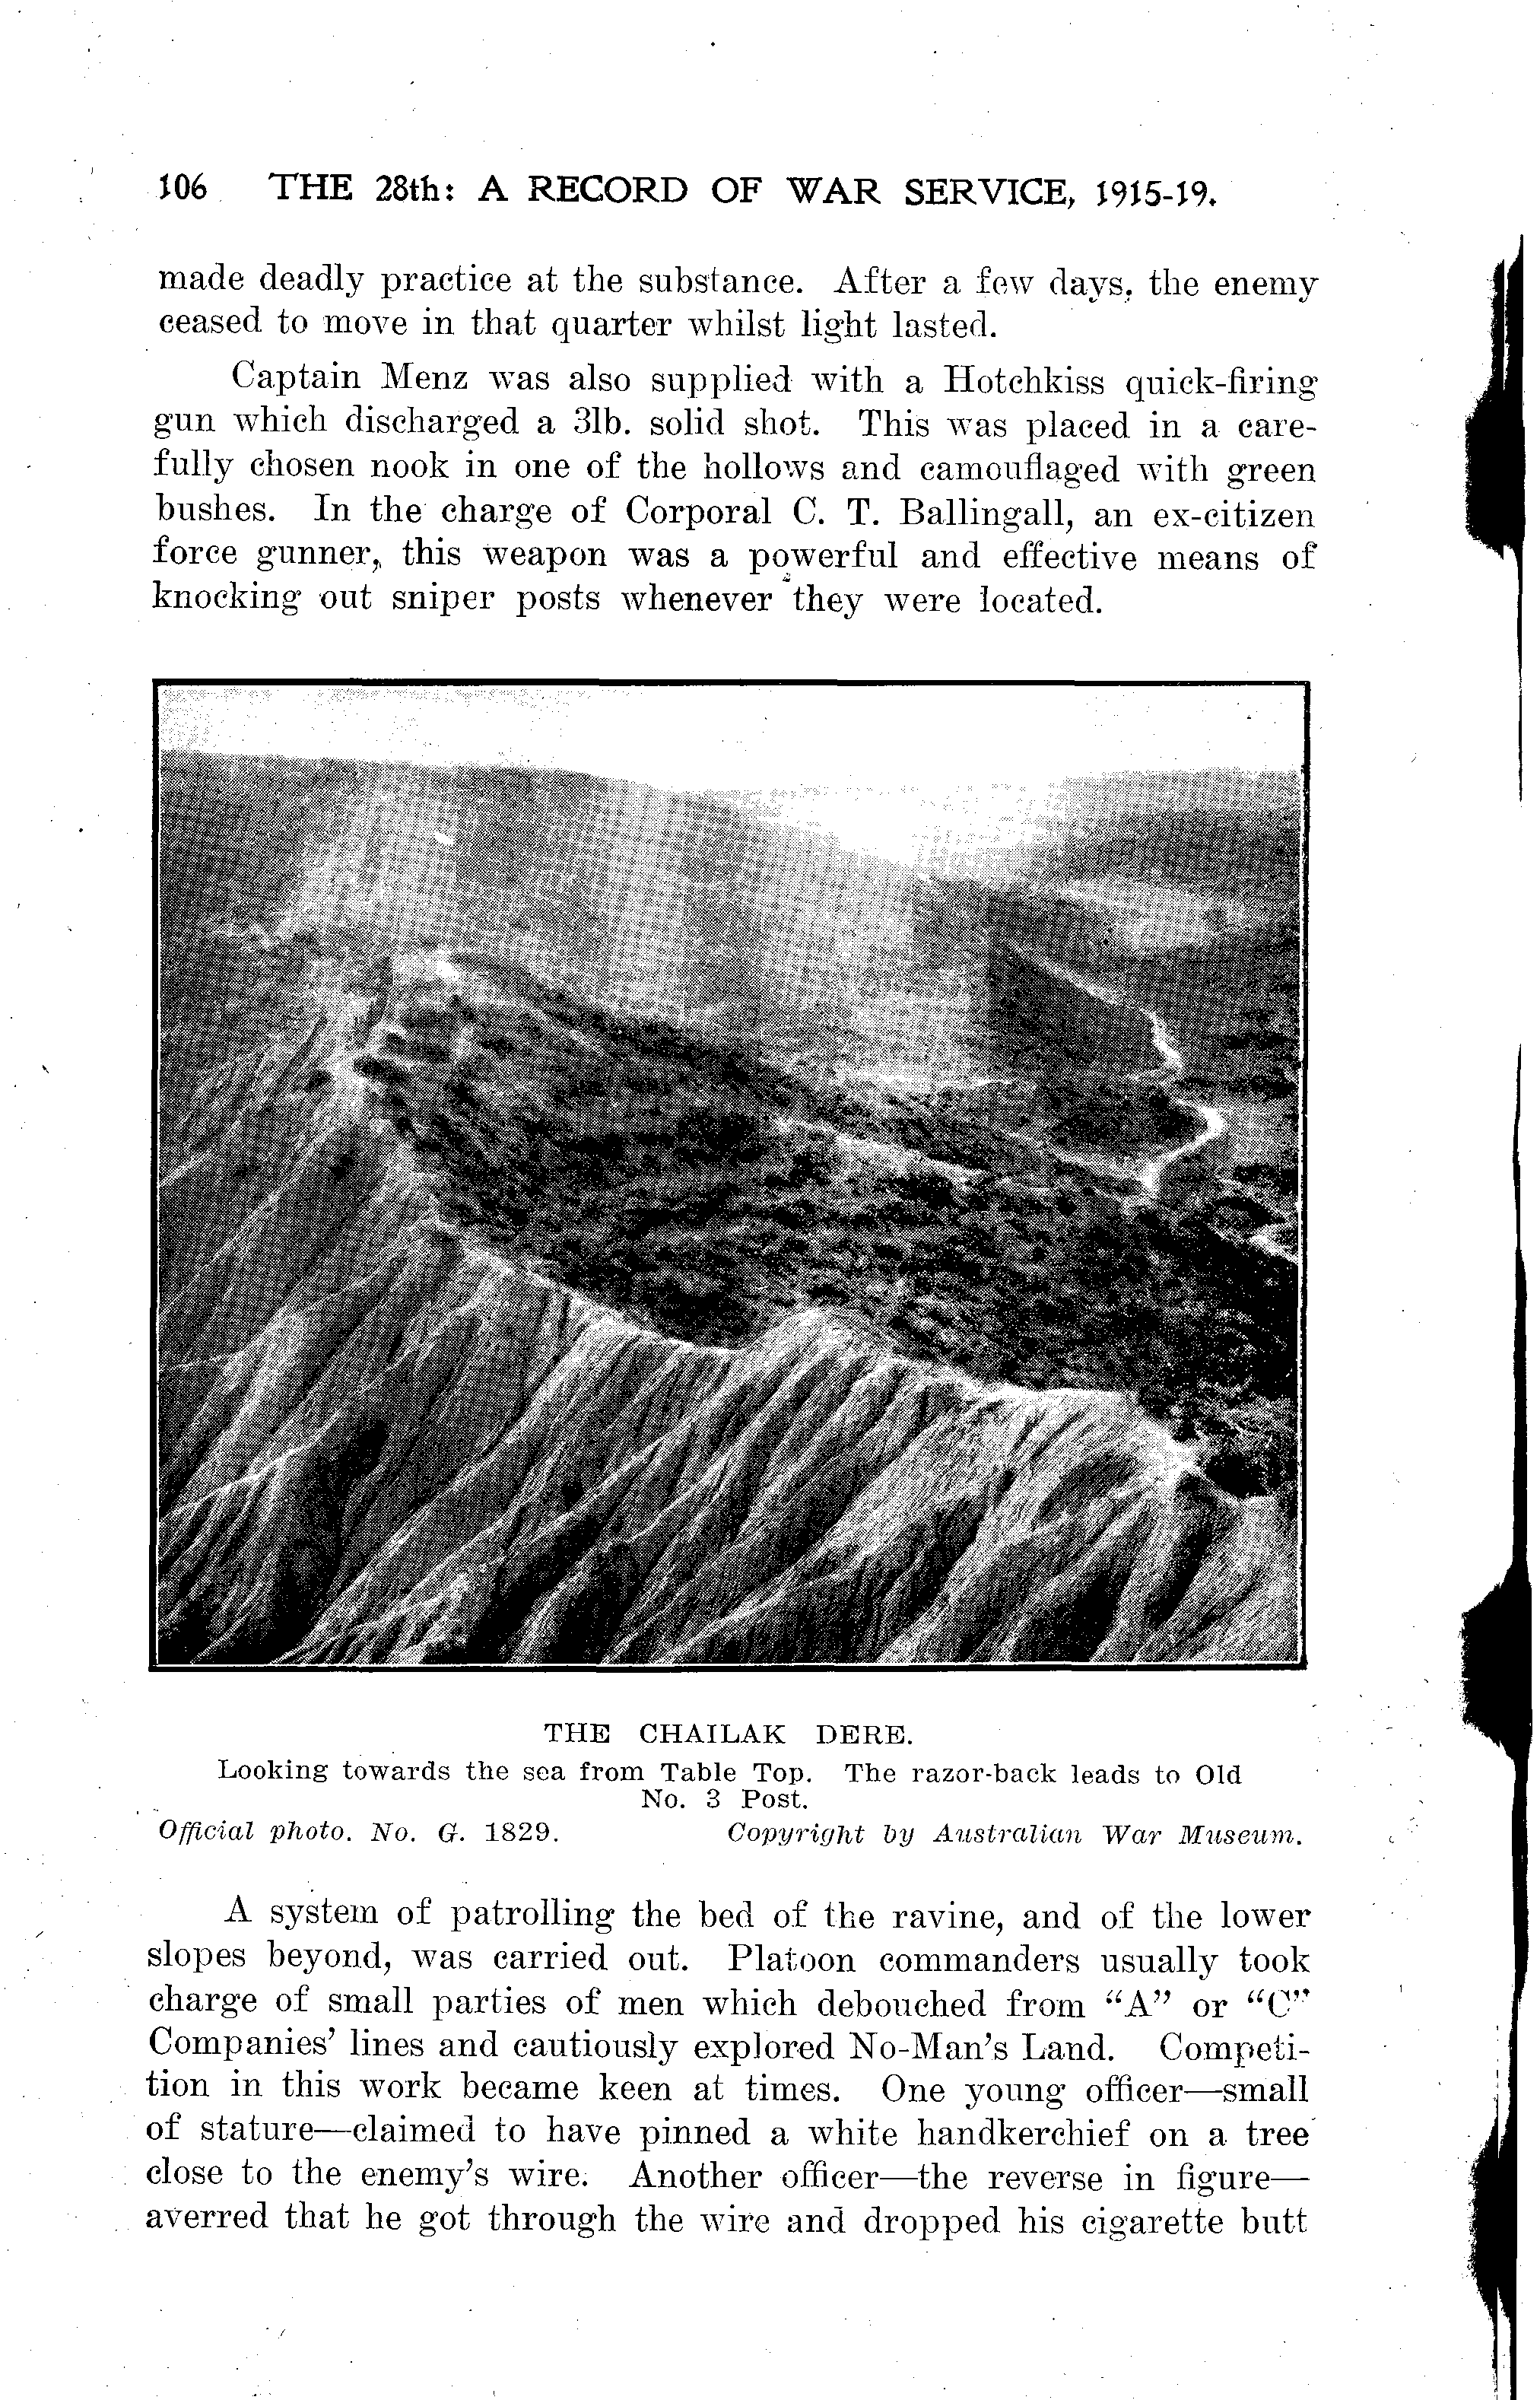 106 THE 28th: A RECORD OF WAR SERVICE, 1915-19.
made deadly practice at the substance. After a few days, the enemy
ceased to move in that quarter whilst light lasted.
Captain Menz was also supplied with a Hotchkiss quick-firing
gun which discharged a 3lb. solid shot. This was placed in a care-
fully chosen nook in one of the hollows and camouflaged with green
bushes. In the charge of Corporal C. T. Ballingall, an ex-citizen
force gunner, this weapon was a powerful and effective means of
knocking out sniper posts whenever they were located.
THE CHAILAK DERE.
Looking towards the sea from Table Top. The razor-back leads to Old
No. 3 Post.
Official photo. No. G. 1829. Copyright by Australian War Museum.
A system of patrolling the bed of the ravine, and of the lower
slopes beyond, was carried out. Platoon commanders usually took
charge of small parties of men which debouched from “A” or “C”
Companies’ lines and cautiously explored No-Man’s Land. Competi-
tion in this work became keen at times. One young officer—small
of stature—claimed to have pinned a white handkerchief on a tree
close to the enemy’s wire. Another officer—the reverse in figure—
averred that he got through the wire and dropped his cigarette butt